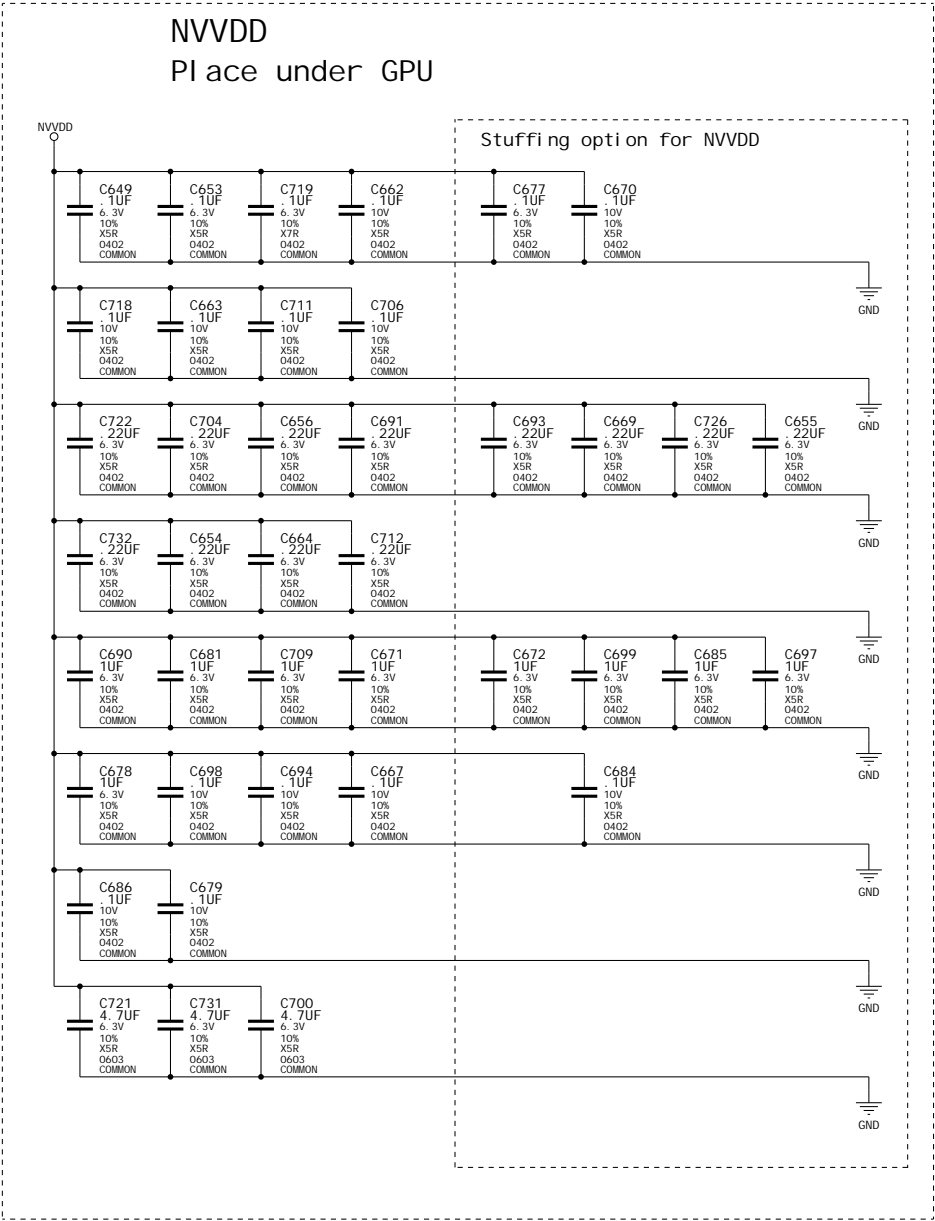 NVVDD
Place under GPU
NVVDD
Stuffing option for NVVDD
C649 C653 C719 C662 C677 C670
.1UF .1UF .1UF .1UF .1UF .1UF
6.3V 6.3V 6.3V 10V 6.3V 10V
10% 10% 10% 10% 10% 10%
X5R X5R X7R X5R X5R X5R
0402 0402 0402 0402 0402 0402
COMMON COMMON COMMON COMMON COMMON COMMON
GND
C718 C663 C711 C706
.1UF .1UF .1UF .1UF
10V 10V 10V 10V
10% 10% 10% 10%
X5R X5R X5R X5R
0402 0402 0402 0402
COMMON COMMON COMMON COMMON
GND
C722 C704 C656 C691 C693 C669 C726 C655
.22UF .22UF .22UF .22UF .22UF .22UF .22UF .22UF
6.3V 6.3V 6.3V 6.3V 6.3V 6.3V 6.3V 6.3V
10% 10% 10% 10% 10% 10% 10% 10%
X5R X5R X5R X5R X5R X5R X5R X5R
0402 0402 0402 0402 0402 0402 0402 0402
COMMON COMMON COMMON COMMON COMMON COMMON COMMON COMMON
GND
C732 C654 C664 C712
.22UF .22UF .22UF .22UF
6.3V 6.3V 6.3V 6.3V
10% 10% 10% 10%
X5R X5R X5R X5R
0402 0402 0402 0402
COMMON COMMON COMMON COMMON
GND
C690 C681 C709 C671 C672 C699 C685 C697
1UF 1UF 1UF 1UF 1UF 1UF 1UF 1UF
6.3V 6.3V 6.3V 6.3V 6.3V 6.3V 6.3V 6.3V
10% 10% 10% 10% 10% 10% 10% 10%
X5R X5R X5R X5R X5R X5R X5R X5R
0402 0402 0402 0402 0402 0402 0402 0402
COMMON COMMON COMMON COMMON COMMON COMMON COMMON COMMON
GND
C678 C698 C694 C667 C684
1UF .1UF .1UF .1UF .1UF
6.3V 10V 10V 10V 10V
10% 10% 10% 10% 10%
X5R X5R X5R X5R X5R
0402 0402 0402 0402 0402
COMMON COMMON COMMON COMMON COMMON
GND
C686 C679
.1UF .1UF
10V 10V
10% 10%
X5R X5R
0402 0402
COMMON COMMON
GND
C721 C731 C700
4.7UF 4.7UF 4.7UF
6.3V 6.3V 6.3V
10% 10% 10%
X5R X5R X5R
0603 0603 0603
COMMON COMMON COMMON
GND